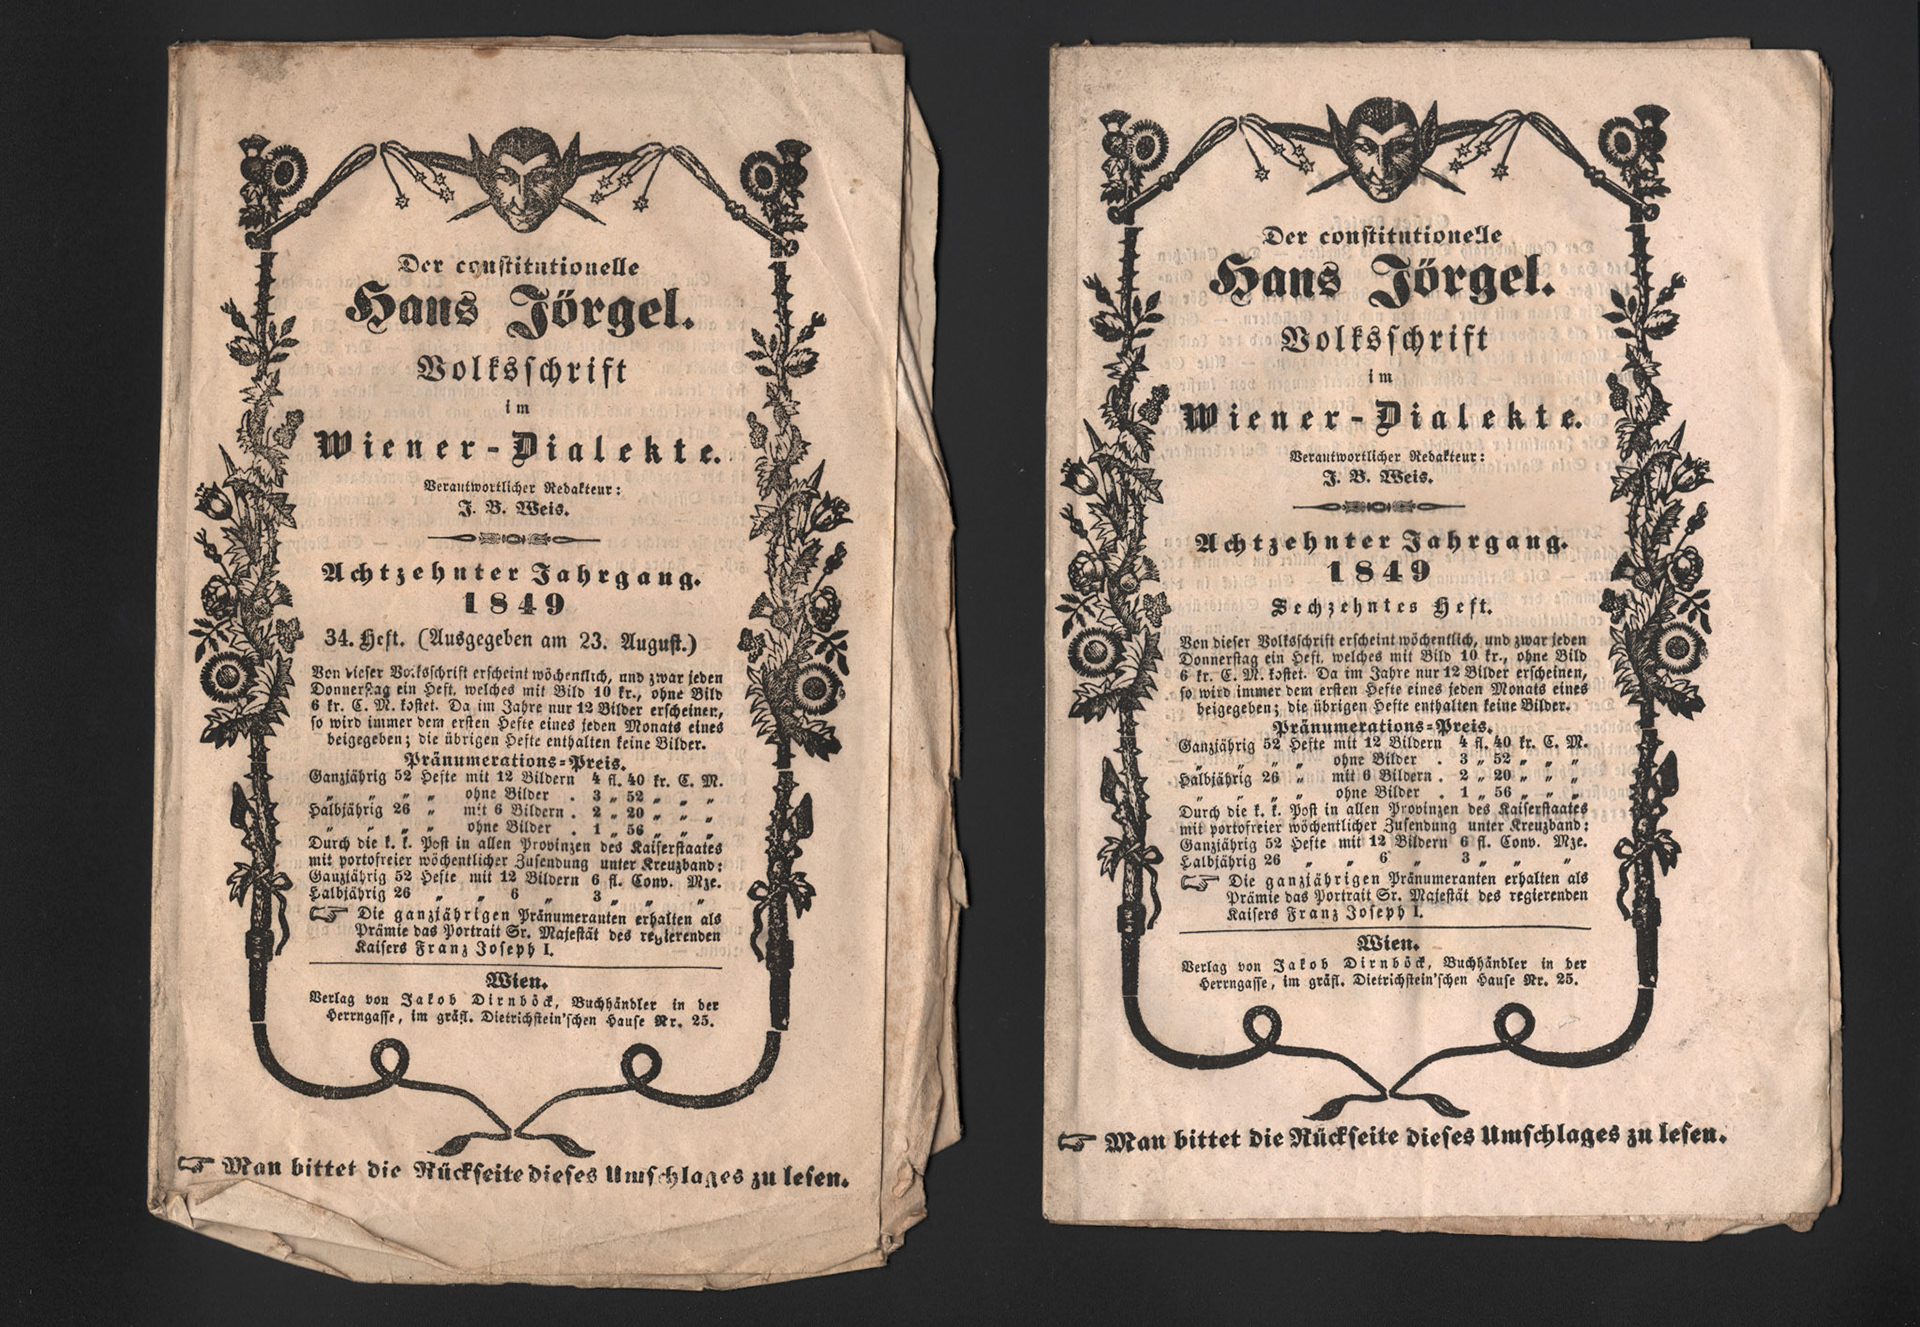 Der constitutionelle
Hans Jörgel.
Volksschrift
im
Wiener-Dialekte.
Verantwortlicher Redakteur:
J. B. Weis.
Achtzehnter Jahrgang.
1849
34. Heft. (Ausgegeben am 23. August.)
Von dieser Volksschrift erscheint wöchentlich, und zwar jeden
Donnerstag ein Heft, welches mit Bild 10 kr., ohne Bild
6 kr. C. M. kostet. Da im Jahre nur 12 Bilder erscheinen,
so wird immer dem ersten Hefte eines jeden Monats eines
beigegeben; die übrigen Hefte enthalten keine Bilder.
Pränumerations-Preis.
Ganzjährig 52 Hefte mit 12 Bildern 4 fl. 40 kr. C. M.
„ „ „ „ ohne Bilder . 3 „ 52 „ „ „
Halbjährig 26 „ mit 6 Bildern . 2 „ 20 „ „ „
„ „ „ „ ohne Bilder . 1 „ 56 „ „ „
Durch die k. k. Post in allen Provinzen des Kaiserstaates
mit portofreier wöchentlicher Zusendung unter Kreuzband:
Ganzjährig 52 Hefte mit 12 Bildern 6 fl. Conv. Mze.
Halbjährig 26 „ „ 6 „ 3 „ „ „
☞ Die ganzjährigen Pränumeranten erhalten als
Prämie das Portrait Sr. Majestät des regierenden
Kaisers Franz Joseph I.
Wien.
Verlag von Jakob Dirnböck, Buchhändler in der
Herrngasse, im gräfl. Dietrichstein'schen Hause Nr. 25.
☞ Man bittet die Rückseite dieses Umschlages zu lesen.
Der constitutionelle
Hans Jörgel.
Volksschrift
im
Wiener-Dialekte.
Verantwortlicher Redakteur:
J. B. Weis.
Achtzehnter Jahrgang.
1849
Sechzehntes Heft.
Von dieser Volksschrift erscheint wöchentlich, und zwar jeden
Donnerstag ein Heft, welches mit Bild 10 kr., ohne Bild
6 kr. C. M. kostet. Da im Jahre nur 12 Bilder erscheinen,
so wird immer dem ersten Hefte eines jeden Monats eines
beigegeben; die übrigen Hefte enthalten keine Bilder.
Pränumerations-Preis.
Ganzjährig 52 Hefte mit 12 Bildern 4 fl. 40 kr. C. M.
„ „ „ „ ohne Bilder . 3 „ 52 „ „ „
Halbjährig 26 „ mit 6 Bildern . 2 „ 20 „ „ „
„ „ „ „ ohne Bilder . 1 „ 56 „ „ „
Durch die k. k. Post in allen Provinzen des Kaiserstaates
mit portofreier wöchentlicher Zusendung unter Kreuzband:
Ganzjährig 52 Hefte mit 12 Bildern 6 fl. Conv. Mze.
Halbjährig 26 „ „ 6 „ 3 „ „ „
☞ Die ganzjährigen Pränumeranten erhalten als
Prämie das Portrait Sr. Majestät des regierenden
Kaisers Franz Joseph I.
Wien.
Verlag von Jakob Dirnböck, Buchhändler in der
Herrngasse, im gräfl. Dietrichstein'schen Hause Nr. 25.
☞ Man bittet die Rückseite dieses Umschlages zu lesen.